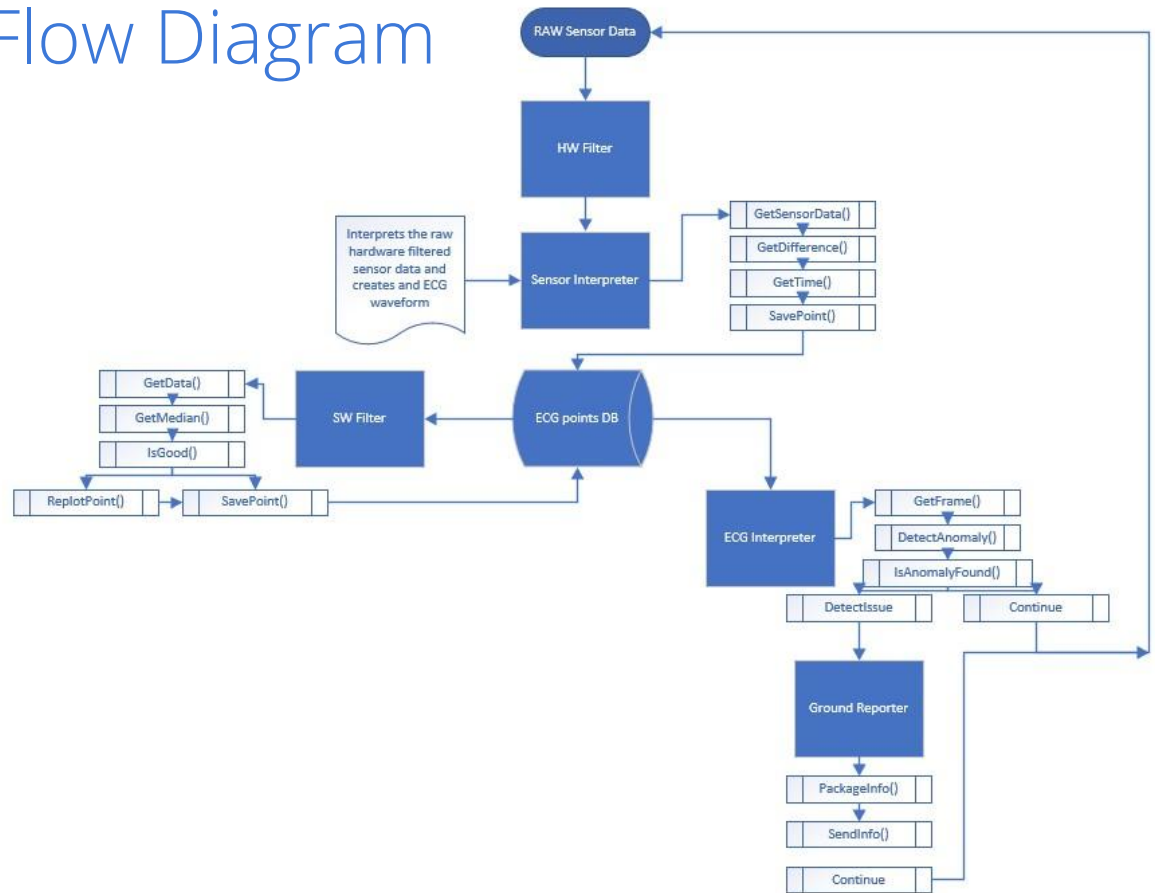 Flow Diagram
RAW Sensor Data
HW Filter
Interprets the raw
hardware filtered
sensor data and
creates and ECG
waveform
Sensor Interpreter
GetSensorData()
GetDifference()
GetTime()
SavePoint()
GetData()
GetMedian()
IsGood()
ReplotPoint()
SavePoint()
SW Filter
ECG points DB
ECG Interpreter
GetFrame()
DetectAnomaly()
IsAnomalyFound()
DetectIssue
Continue
Ground Reporter
PackageInfo()
SendInfo()
Continue